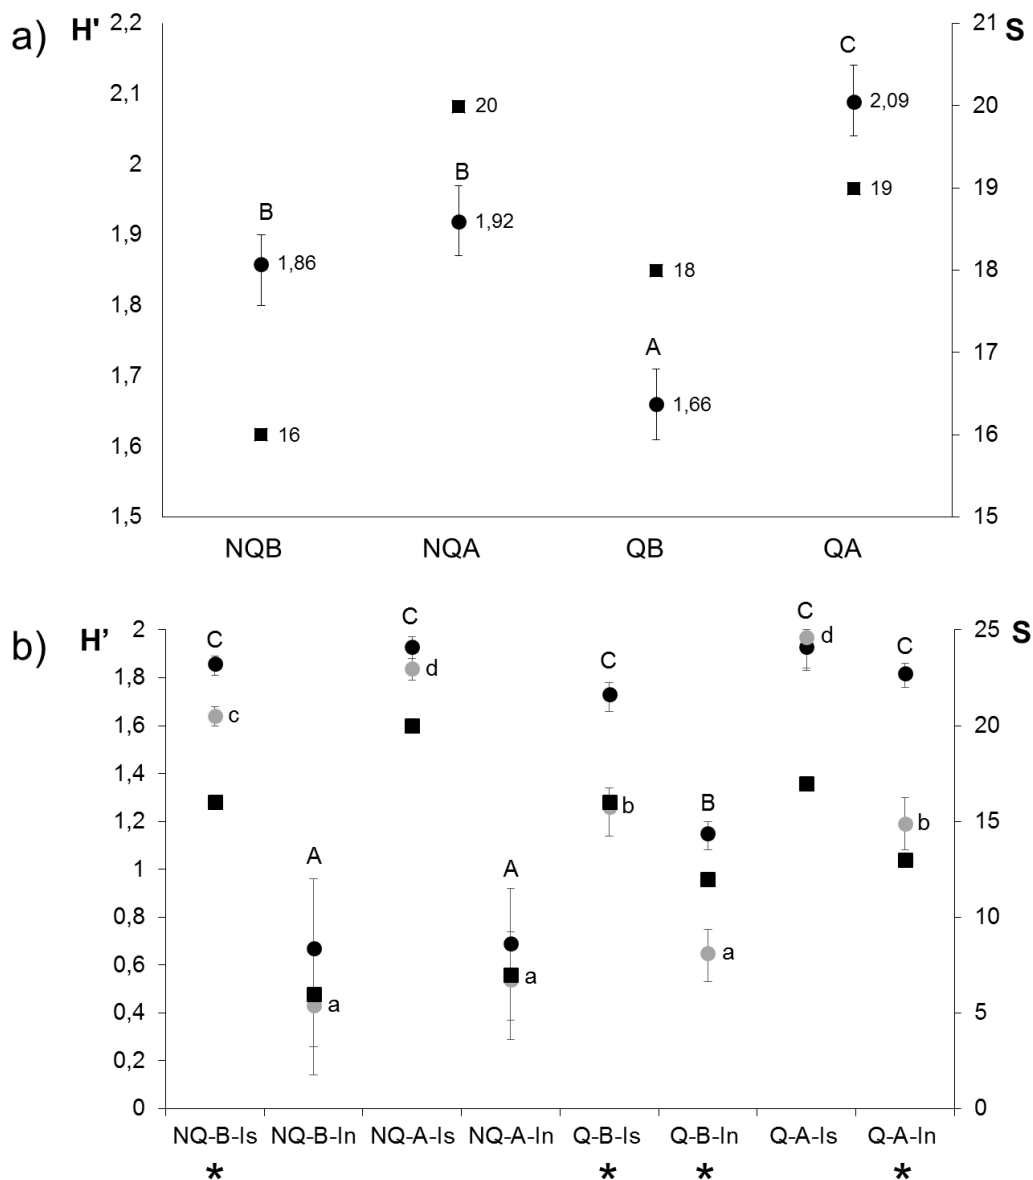 a) H' 2,2 21 S
C
2,1 20 20
2,09
2 B 19 19
B 1,92
1,9
1,86 18 18
1,8
A 17
1,7
1,66
16 16
1,6
1,5 15
NQB NQA QB QA
b) H’ 2 25 S
C C C C C
1,8 d d
c
1,6 20
1,4
b B b
1,2 15
1 A A
0,8 10
0,6 a
a a
0,4 5
0,2
0 0
NQ-B-Is NQ-B-In NQ-A-Is NQ-A-In Q-B-Is Q-B-In Q-A-Is Q-A-In
* * * *